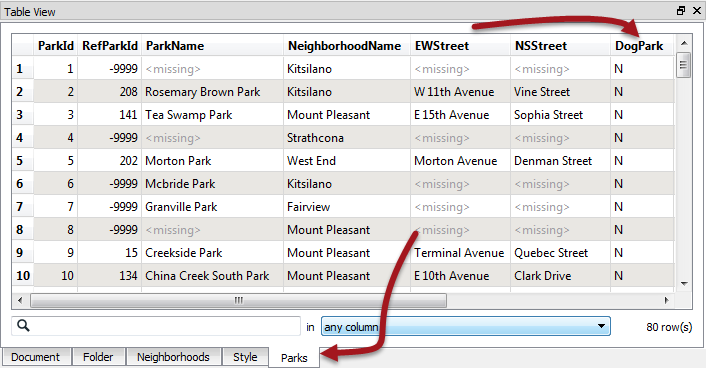 Table View
ParkId RefParkId ParkName NeighborhoodName EWStreet NSStreet DogPark
1 1 -9999 <missing> Kitsilano <missing> <missing> N
2 2 208 Rosemary Brown Park Kitsilano W 11th Avenue Vine Street N
3 3 141 Tea Swamp Park Mount Pleasant E 15th Avenue Sophia Street N
4 4 -9999 <missing> Strathcona <missing> <missing> N
5 5 202 Morton Park West End Morton Avenue Denman Street N
6 6 -9999 Mcbride Park Kitsilano <missing> <missing> N
7 7 -9999 Granville Park Fairview <missing> <missing> N
8 8 -9999 <missing> Mount Pleasant <missing> <missing> N
9 9 15 Creekside Park Mount Pleasant Terminal Avenue Quebec Street N
10 10 134 China Creek South Park Mount Pleasant E 10th Avenue Clark Drive N
in any column 80 row(s)
Document Folder Neighborhoods Style Parks